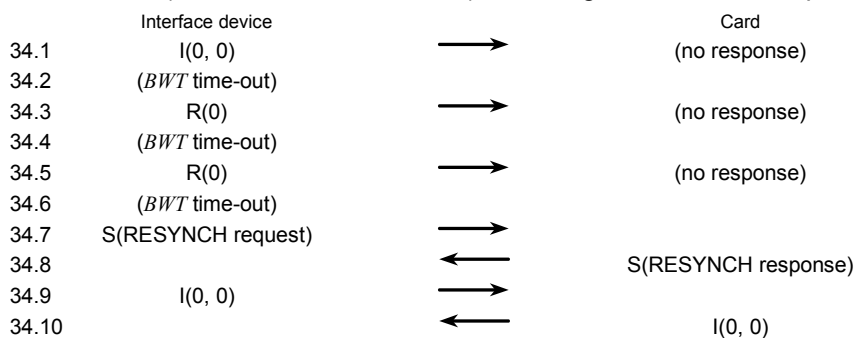 Interface device Card
34.1 I(0, 0) (no response)
34.2 (BWT time-out)
34.3 R(0) (no response)
34.4 (BWT time-out)
34.5 R(0) (no response)
34.6 (BWT time-out)
34.7 S(RESYNCH request)
34.8 S(RESYNCH response)
34.9 I(0, 0)
34.10 I(0, 0)